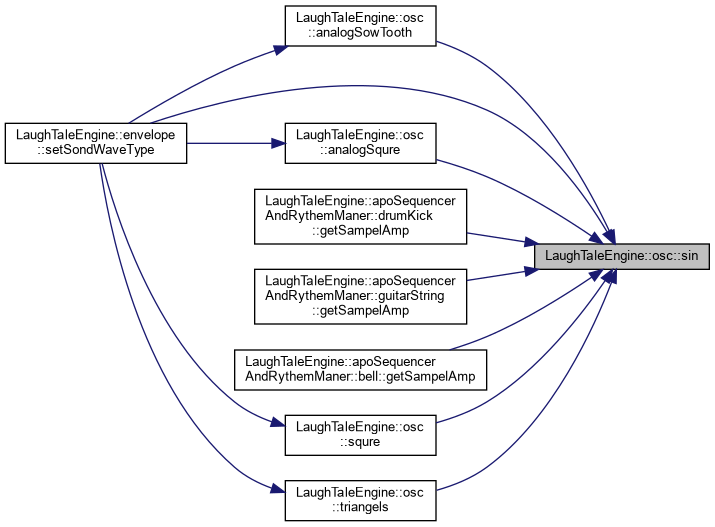 LaughTaleEngine::osc
::analogSowTooth
LaughTaleEngine::envelope
::setSondWaveType
LaughTaleEngine::osc
::analogSqure
LaughTaleEngine::apoSequencer
AndRythemManer::drumKick
::getSampelAmp
LaughTaleEngine::osc::sin
LaughTaleEngine::apoSequencer
AndRythemManer::guitarString
::getSampelAmp
LaughTaleEngine::apoSequencer
AndRythemManer::bell::getSampelAmp
LaughTaleEngine::osc
::squre
LaughTaleEngine::osc
::triangels